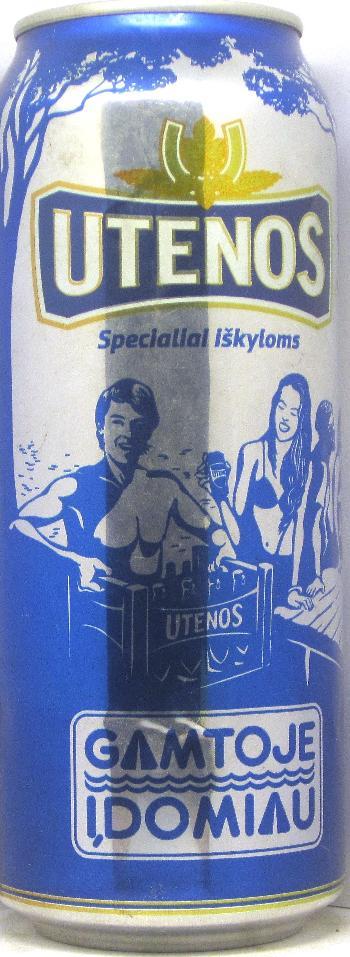 UTENOS
Specialiai iškyloms
UTENOS
GAMTOJE
ĮDOMIAU